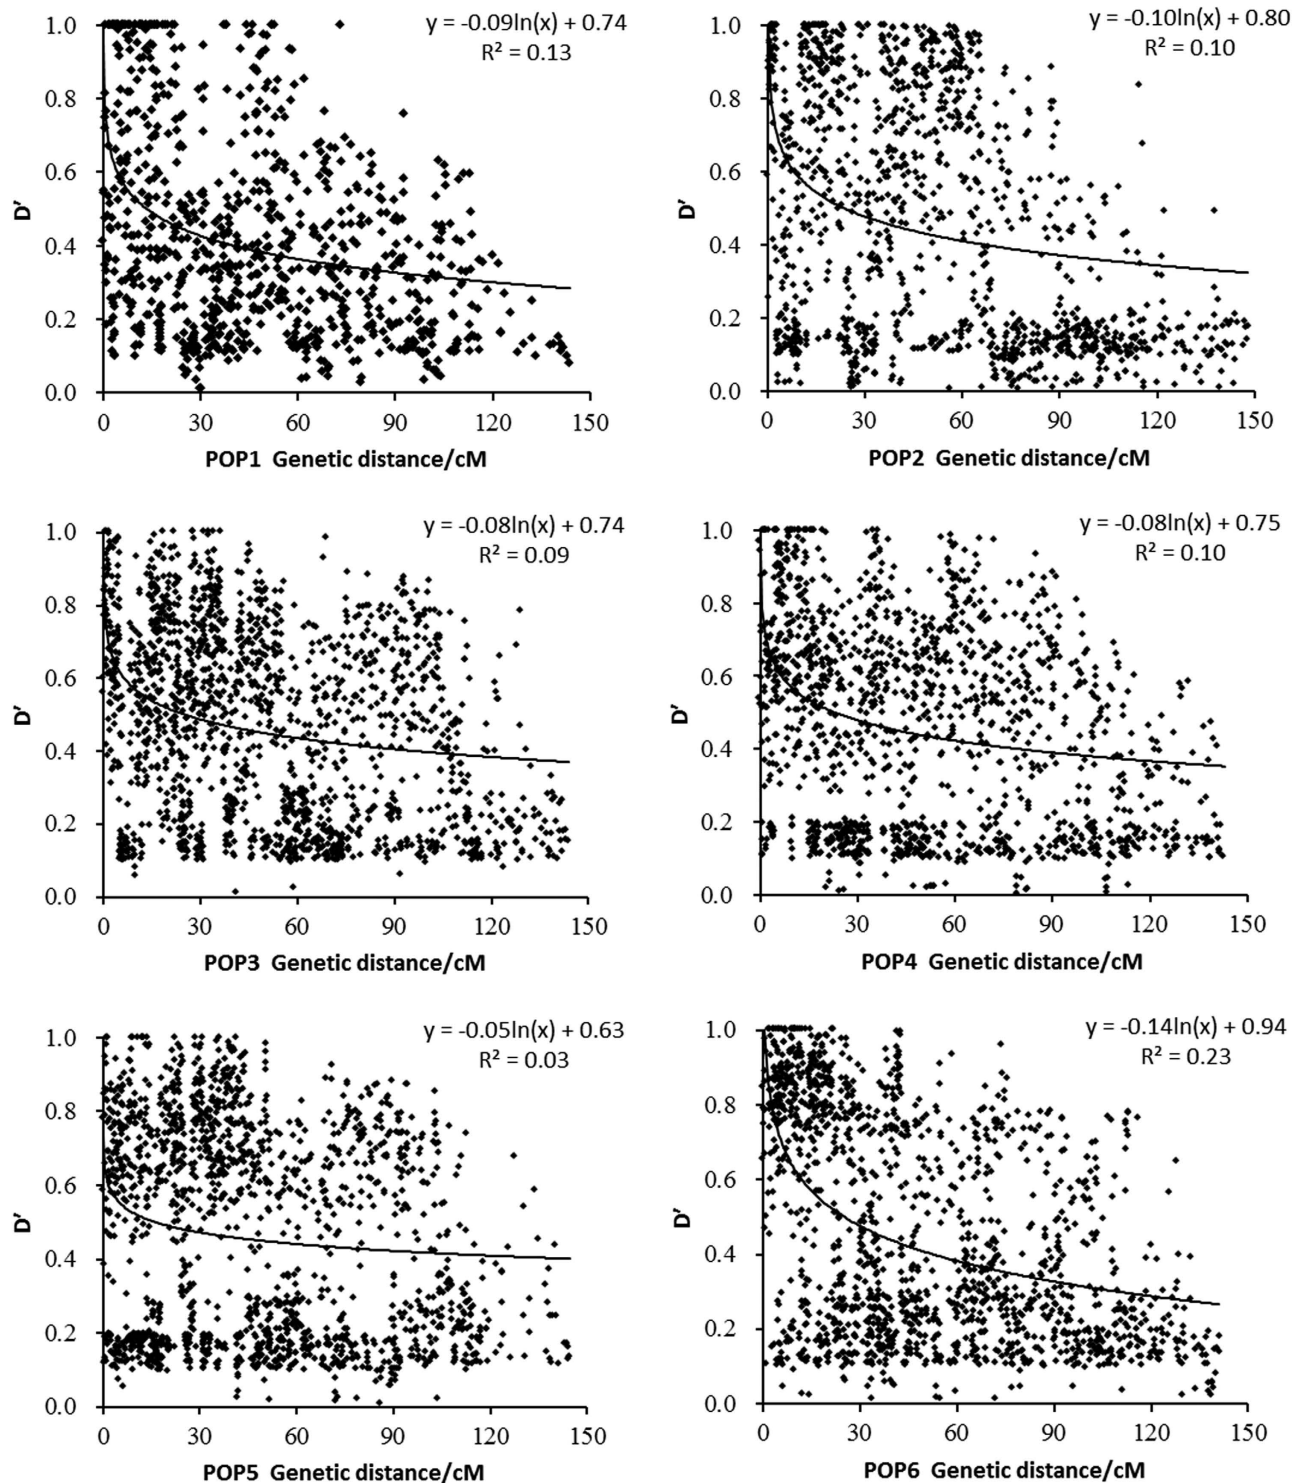 y = -0.09ln(x) + 0.74
R² = 0.13
1.0
0.8
0.6
0.4
0.2
0.0
D'
0 30 60 90 120 150
POP1 Genetic distance/cM
y = -0.10ln(x) + 0.80
R² = 0.10
1.0
0.8
0.6
0.4
0.2
0.0
D'
0 30 60 90 120 150
POP2 Genetic distance/cM
y = -0.08ln(x) + 0.74
R² = 0.09
1.0
0.8
0.6
0.4
0.2
0.0
D'
0 30 60 90 120 150
POP3 Genetic distance/cM
y = -0.08ln(x) + 0.75
R² = 0.10
1.0
0.8
0.6
0.4
0.2
0.0
D'
0 30 60 90 120 150
POP4 Genetic distance/cM
y = -0.05ln(x) + 0.63
R² = 0.03
1.0
0.8
0.6
0.4
0.2
0.0
D'
0 30 60 90 120 150
POP5 Genetic distance/cM
y = -0.14ln(x) + 0.94
R² = 0.23
1.0
0.8
0.6
0.4
0.2
0.0
D'
0 30 60 90 120 150
POP6 Genetic distance/cM